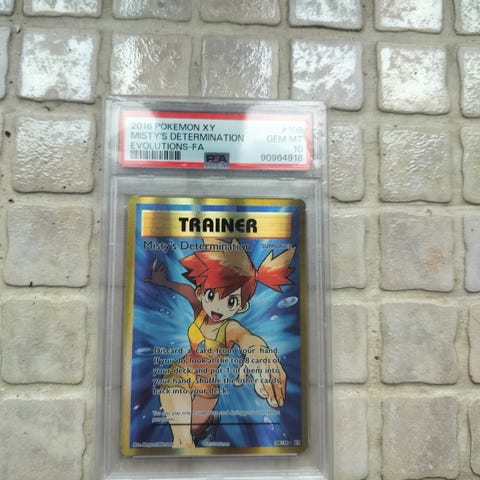 2016 POKEMON XY #108
MISTY'S DETERMINATION GEM MT
EVOLUTIONS-FA 10
PSA 90964918
TRAINER
Misty's Determination SUPPORTER
Discard a card from your hand.
If you do, look at the top 8 cards of
your deck and put 1 of them into
your hand. Shuffle the other cards
back into your deck.